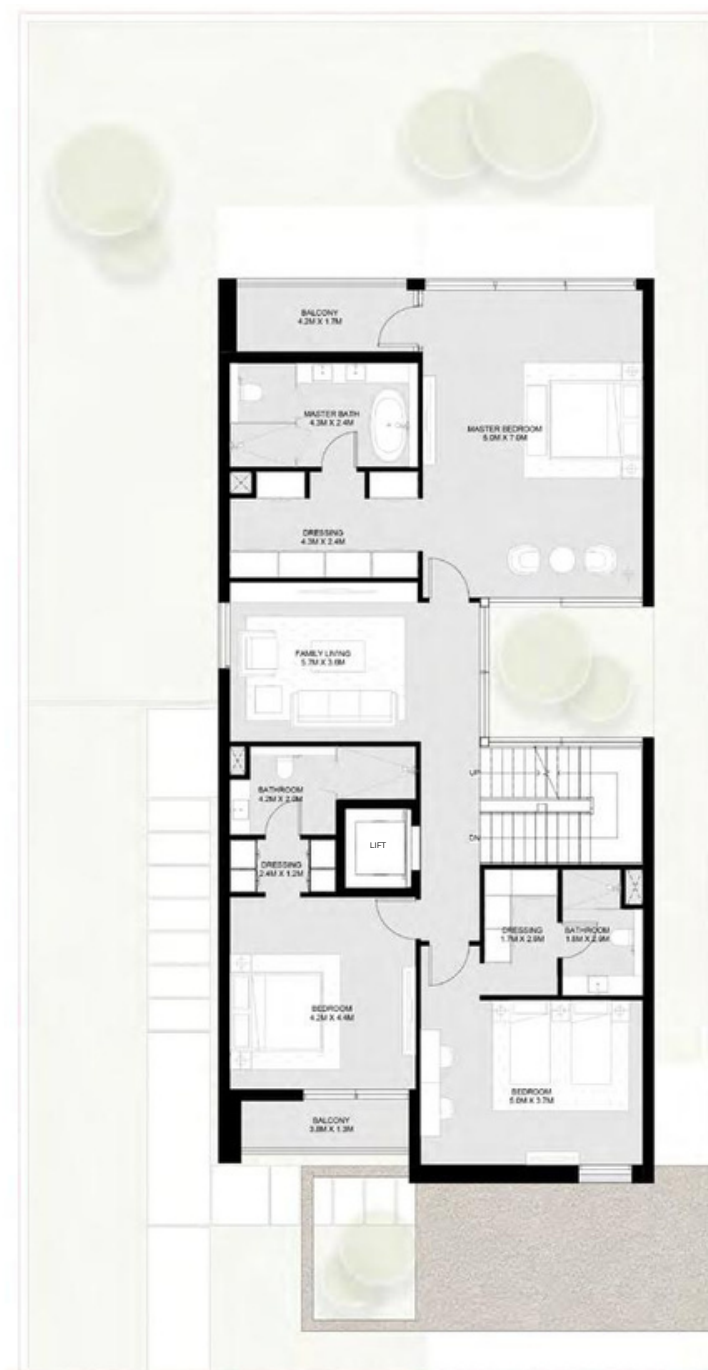 BALCONY
4.2M X 1.7M
MASTER BATH
4.3M X 2.4M
MASTER BEDROOM
5.0M X 7.0M
DRESSING
4.3M X 2.4M
FAMILY LIVING
5.7M X 3.6M
UP
BATHROOM
4.2M X 2.0M
LIFT
DN
DRESSING
2.4M X 1.2M
DRESSING
1.7M X 2.9M
BATHROOM
1.8M X 2.9M
BEDROOM
4.2M X 4.4M
BEDROOM
5.0M X 3.7M
BALCONY
3.8M X 1.3M